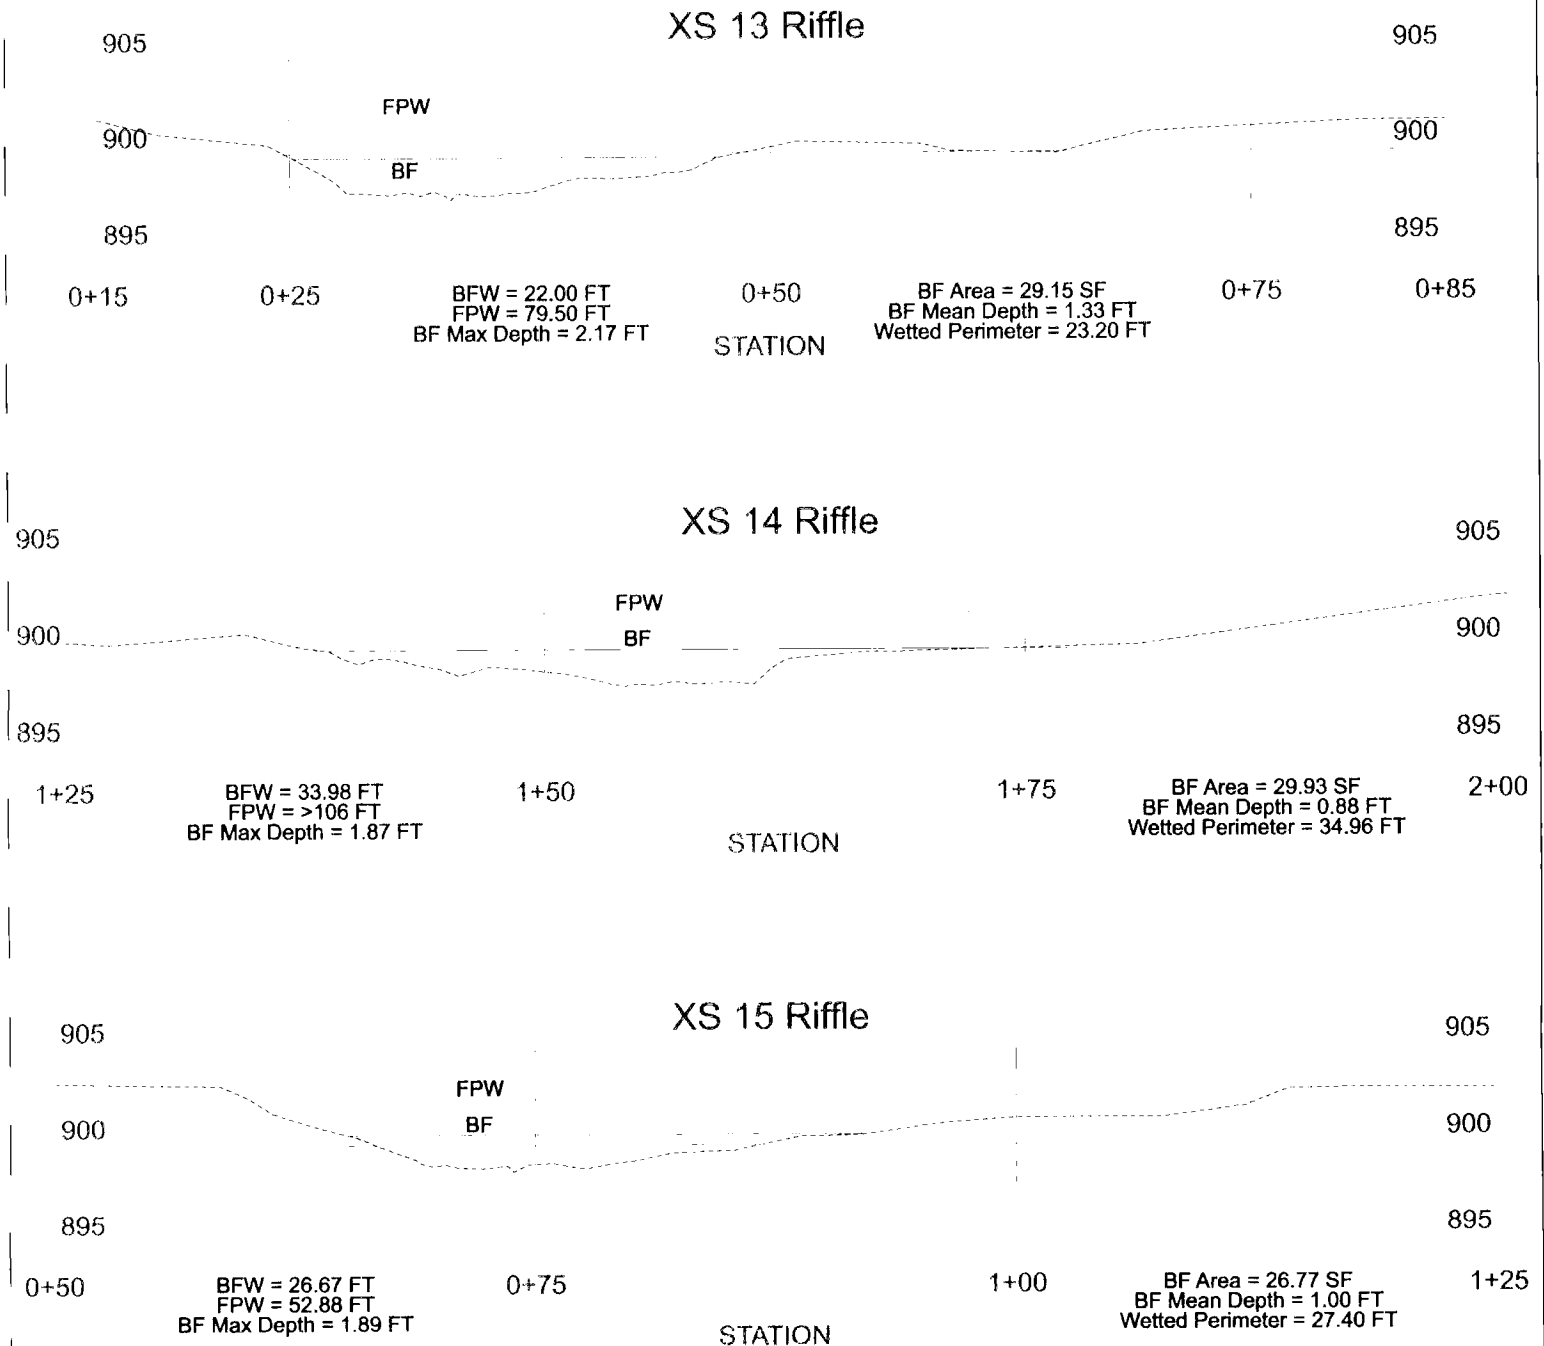 XS 13 Riffle
905 905
FPW
900 900
BF
895 895
0+15 0+25 0+50 0+75 0+85
BFW = 22.00 FT
FPW = 79.50 FT
BF Max Depth = 2.17 FT
BF Area = 29.15 SF
BF Mean Depth = 1.33 FT
Wetted Perimeter = 23.20 FT
STATION
XS 14 Riffle
905 905
FPW
900 900
BF
895 895
1+25 1+50 1+75 2+00
BFW = 33.98 FT
FPW = >106 FT
BF Max Depth = 1.87 FT
BF Area = 29.93 SF
BF Mean Depth = 0.88 FT
Wetted Perimeter = 34.96 FT
STATION
XS 15 Riffle
905 905
FPW
900 900
BF
895 895
0+50 0+75 1+00 1+25
BFW = 26.67 FT
FPW = 52.88 FT
BF Max Depth = 1.89 FT
BF Area = 26.77 SF
BF Mean Depth = 1.00 FT
Wetted Perimeter = 27.40 FT
STATION